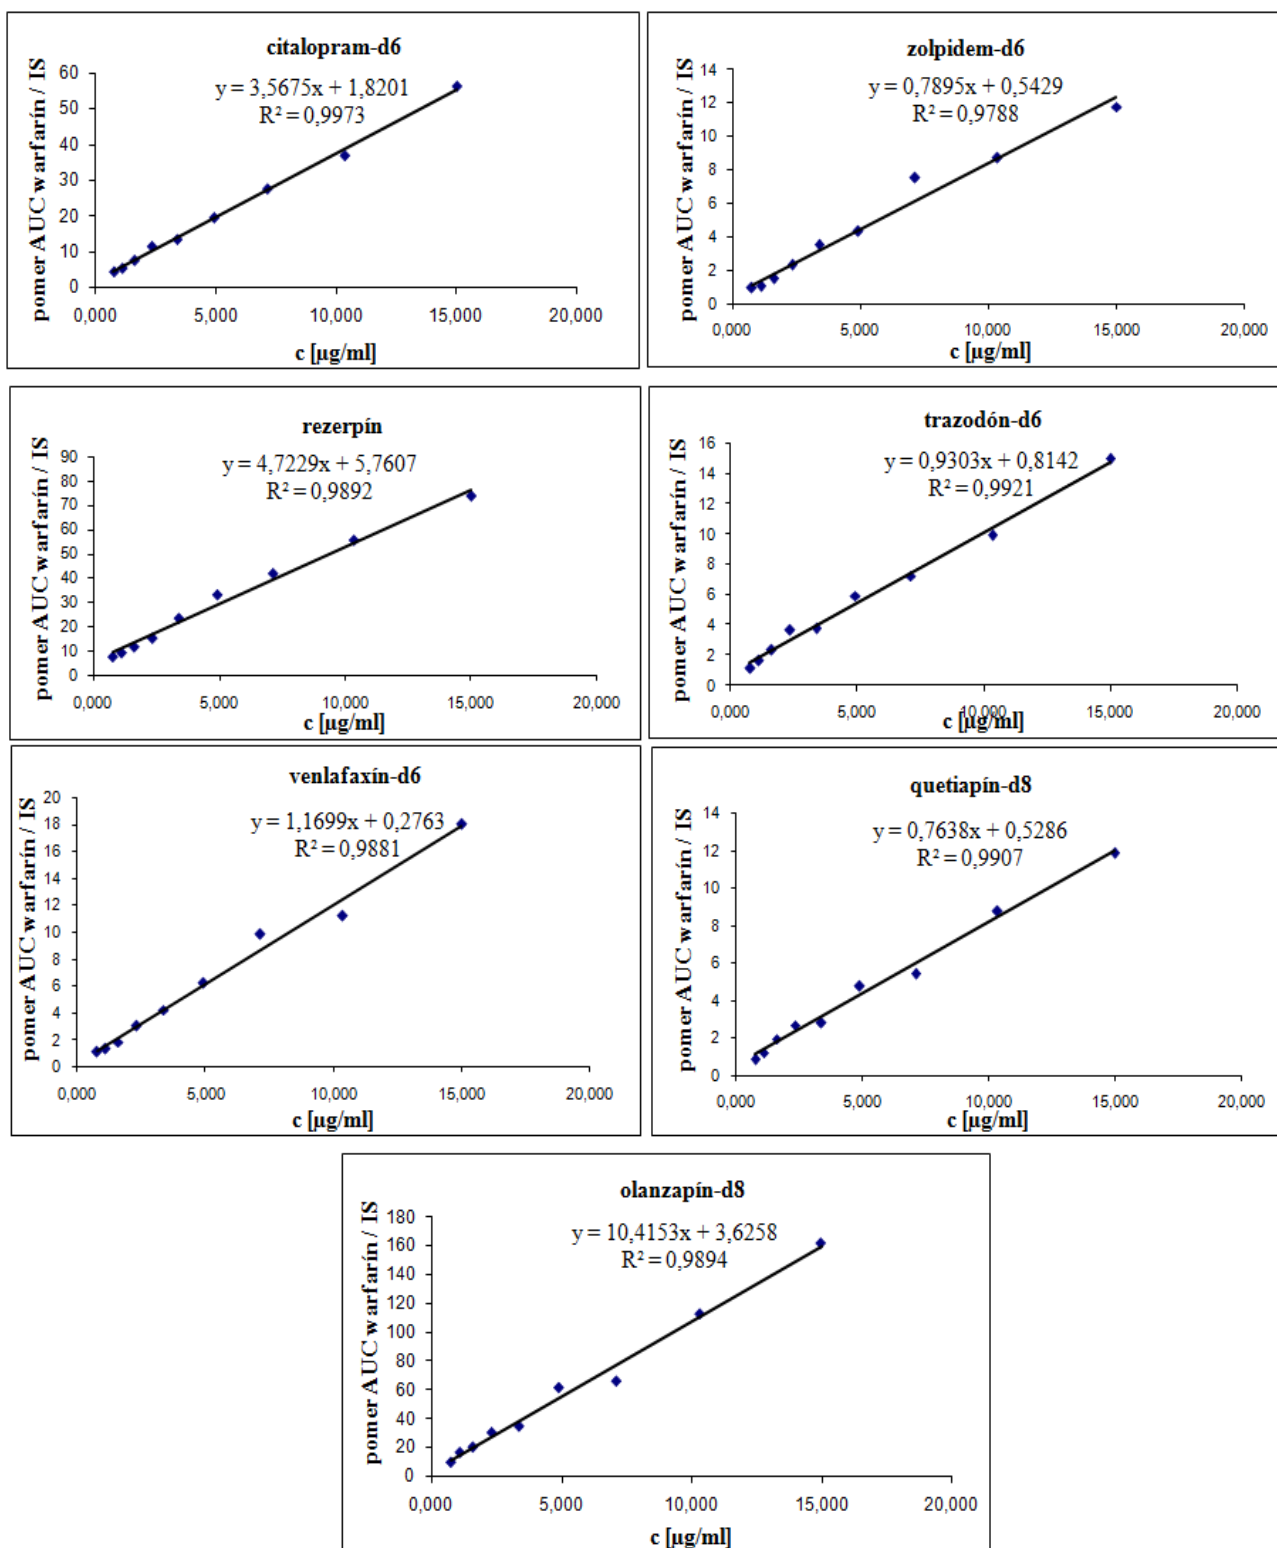 citalopram-d6
y = 3,5675x + 1,8201
R² = 0,9973
pomer AUC warfarín / IS
60
50
40
30
20
10
0
0,000 5,000 10,000 15,000 20,000
c [µg/ml]
zolpidem-d6
y = 0,7895x + 0,5429
R² = 0,9788
pomer AUC warfarín / IS
14
12
10
8
6
4
2
0
0,000 5,000 10,000 15,000 20,000
c [µg/ml]
rezerpín
y = 4,7229x + 5,7607
R² = 0,9892
pomer AUC warfarín / IS
90
80
70
60
50
40
30
20
10
0
0,000 5,000 10,000 15,000 20,000
c [µg/ml]
trazodón-d6
y = 0,9303x + 0,8142
R² = 0,9921
pomer AUC warfarín / IS
16
14
12
10
8
6
4
2
0
0,000 5,000 10,000 15,000 20,000
c [µg/ml]
venlafaxín-d6
y = 1,1699x + 0,2763
R² = 0,9881
pomer AUC warfarín / IS
20
18
16
14
12
10
8
6
4
2
0
0,000 5,000 10,000 15,000 20,000
c [µg/ml]
quetiapín-d8
y = 0,7638x + 0,5286
R² = 0,9907
pomer AUC warfarín / IS
14
12
10
8
6
4
2
0
0,000 5,000 10,000 15,000 20,000
c [µg/ml]
olanzapín-d8
y = 10,4153x + 3,6258
R² = 0,9894
pomer AUC warfarín / IS
180
160
140
120
100
80
60
40
20
0
0,000 5,000 10,000 15,000 20,000
c [µg/ml]